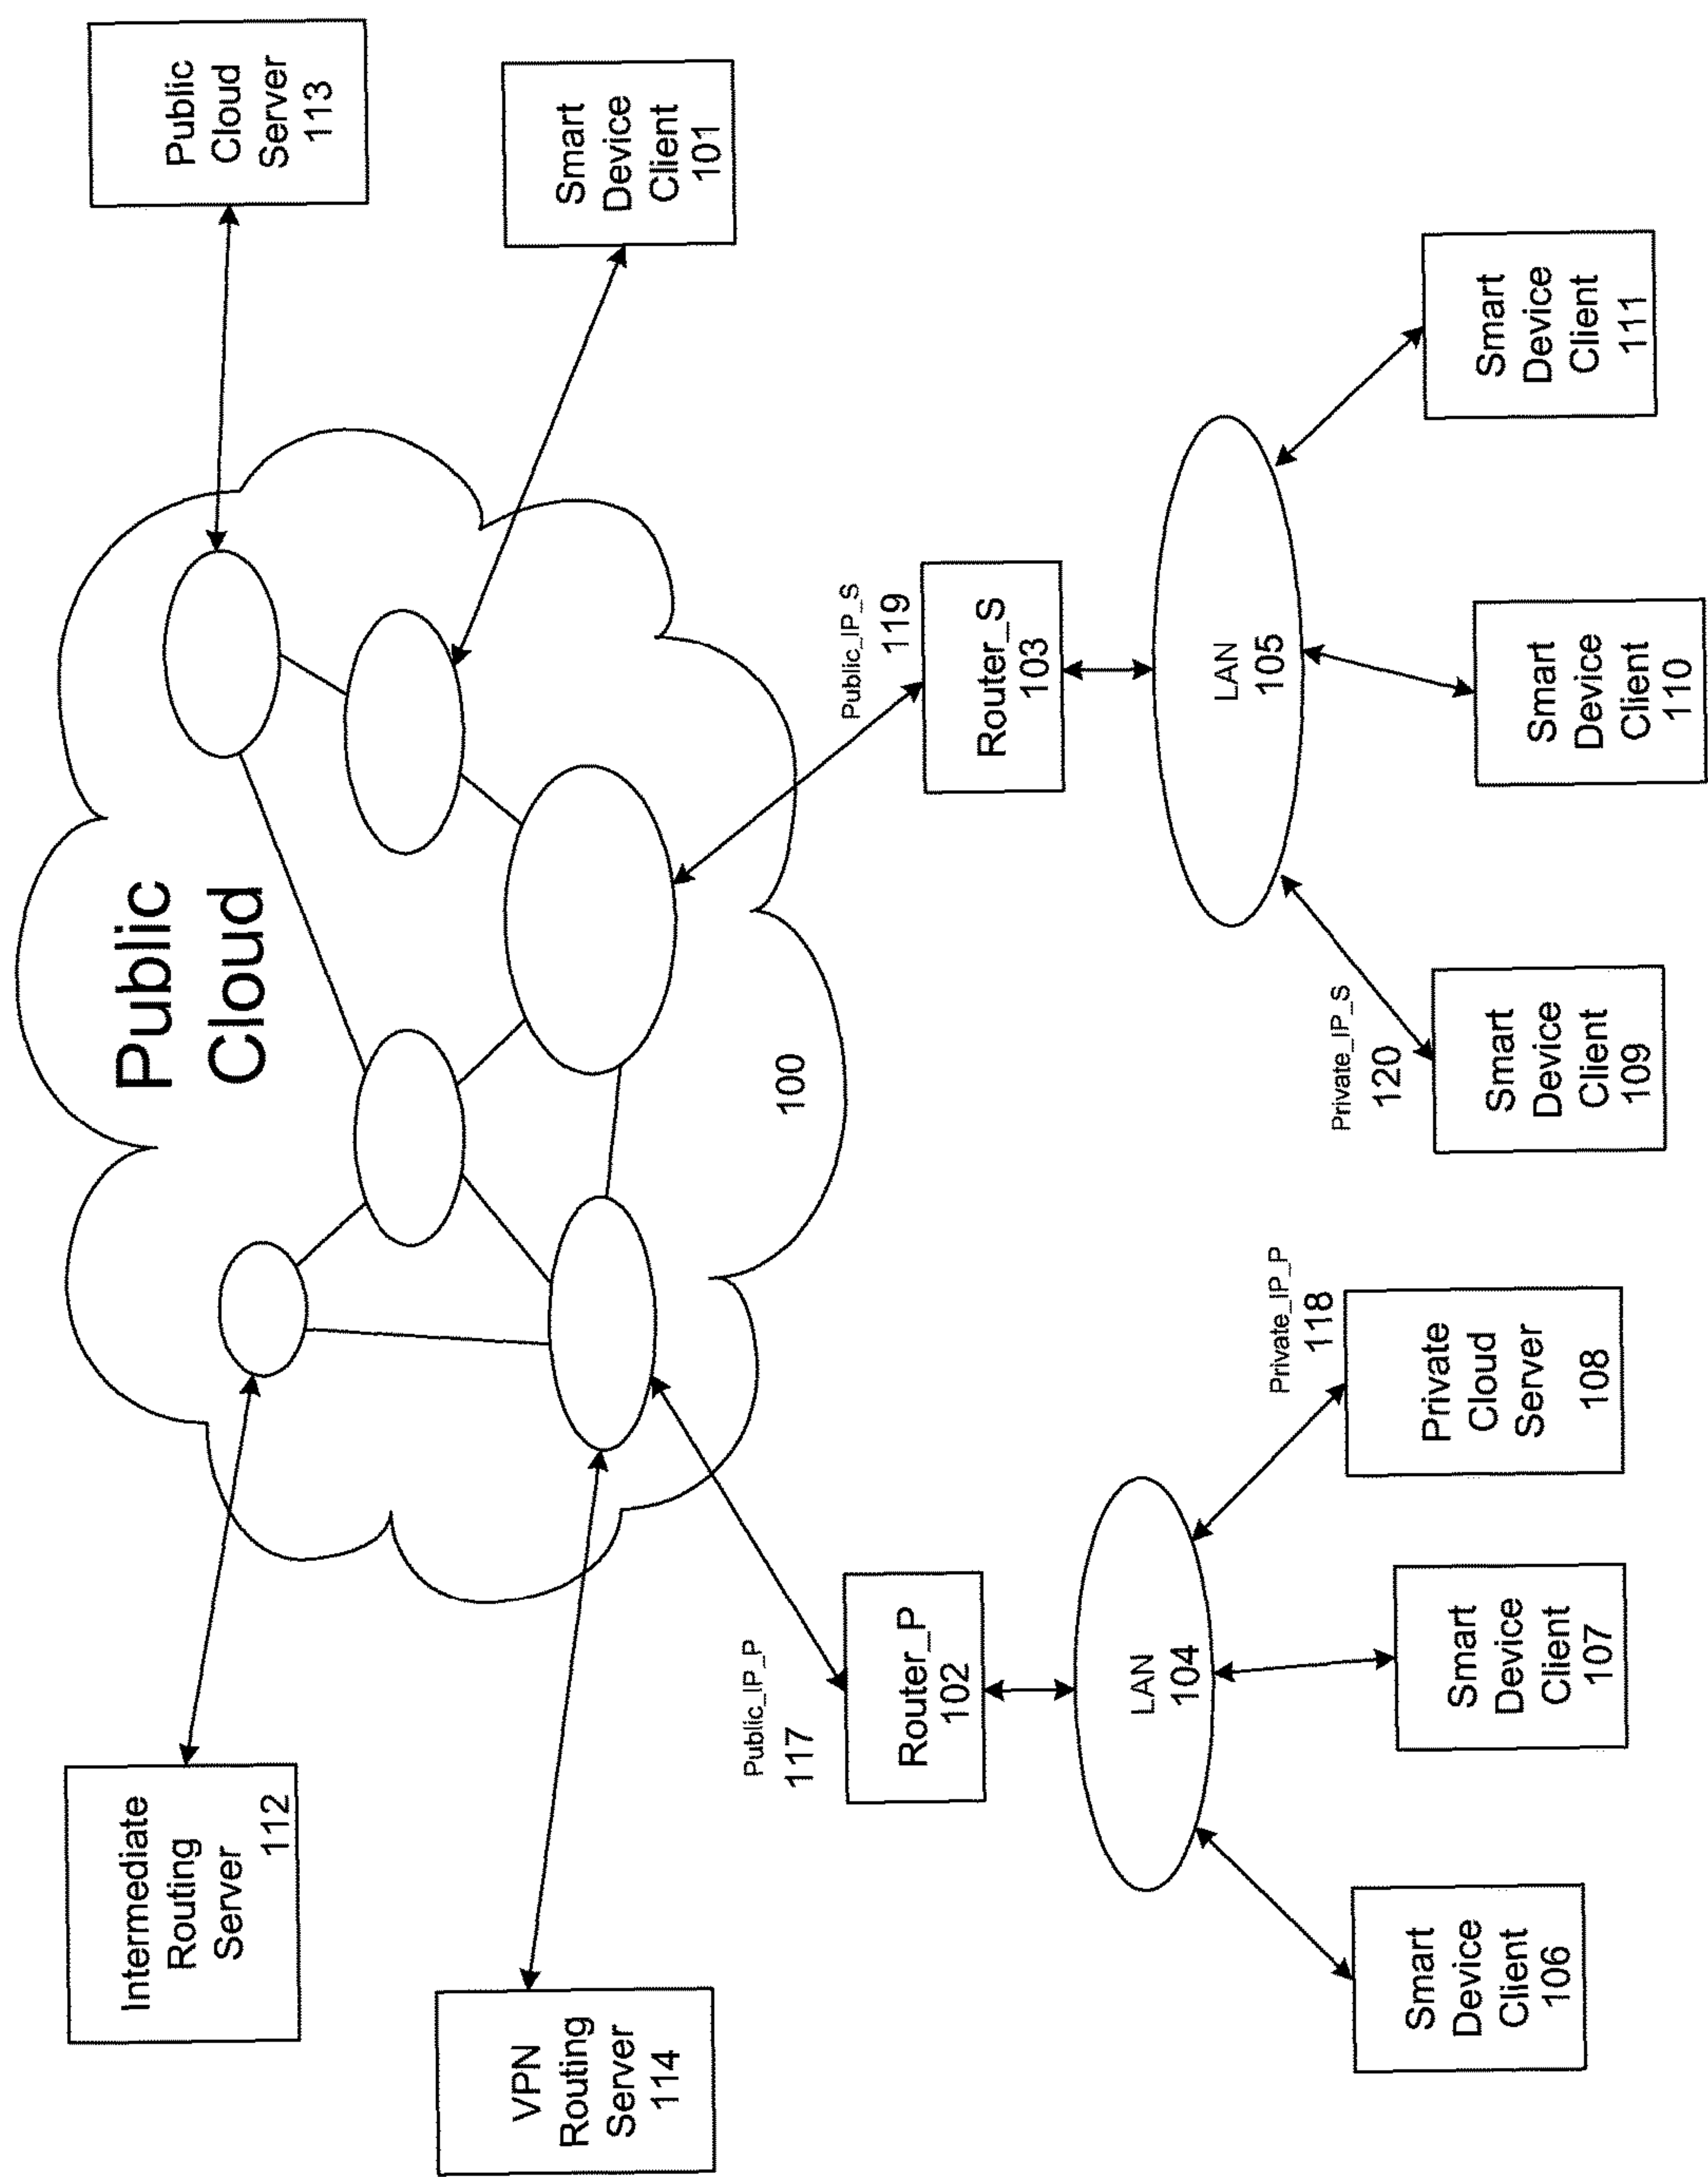 Intermediate
Routing
Server
112
VPN
Routing
Server
114
Public
Cloud
100
Public
Cloud
Server
113
Smart
Device
Client
101
Public_IP_P
117
Router_P
102
Public_IP_S
119
Router_S
103
LAN
104
LAN
105
Smart
Device
Client
106
Smart
Device
Client
107
Private_IP_P
118
Private
Cloud
Server
108
Private_IP_S
120
Smart
Device
Client
109
Smart
Device
Client
110
Smart
Device
Client
111